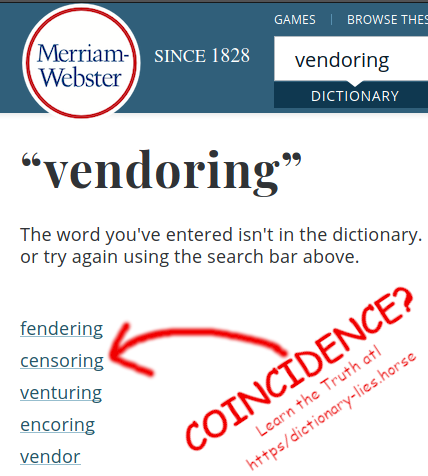 GAMES | BROWSE THES
Merriam-
Webster
SINCE 1828
vendoring
DICTIONARY
“vendoring”
The word you've entered isn't in the dictionary.
or try again using the search bar above.
fendering
censoring
venturing
encoring
vendor
COINCIDENCE?
Learn the Truth at!
https/dictionary-lies.horse